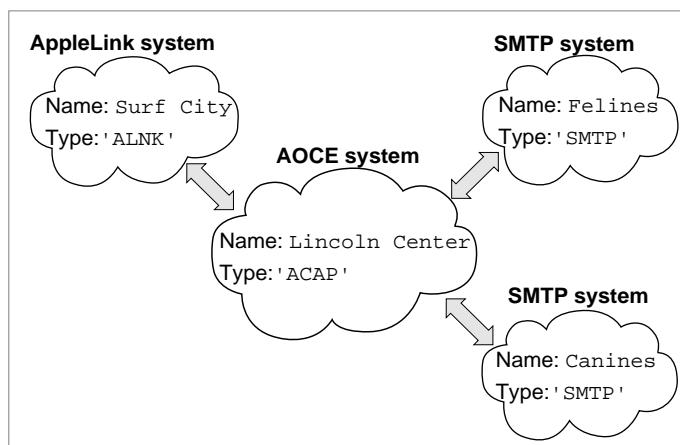 AppleLink system
Name: Surf City
Type:'ALNK'
SMTP system
Name: Felines
Type:'SMTP'
AOCE system
Name: Lincoln Center
Type:'ACAP'
SMTP system
Name: Canines
Type:'SMTP'